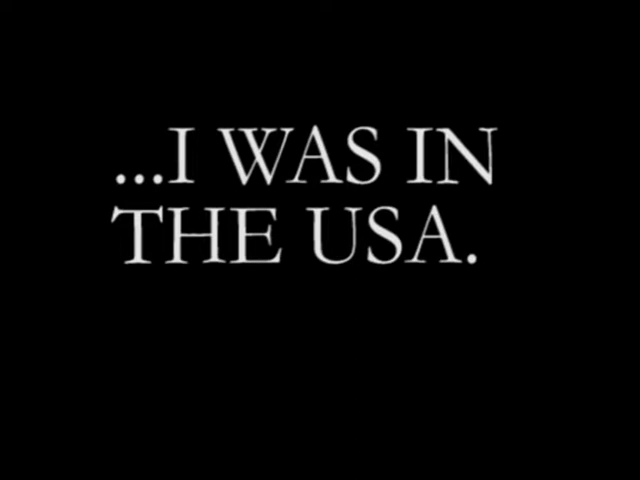 ...I WAS IN
THE USA.